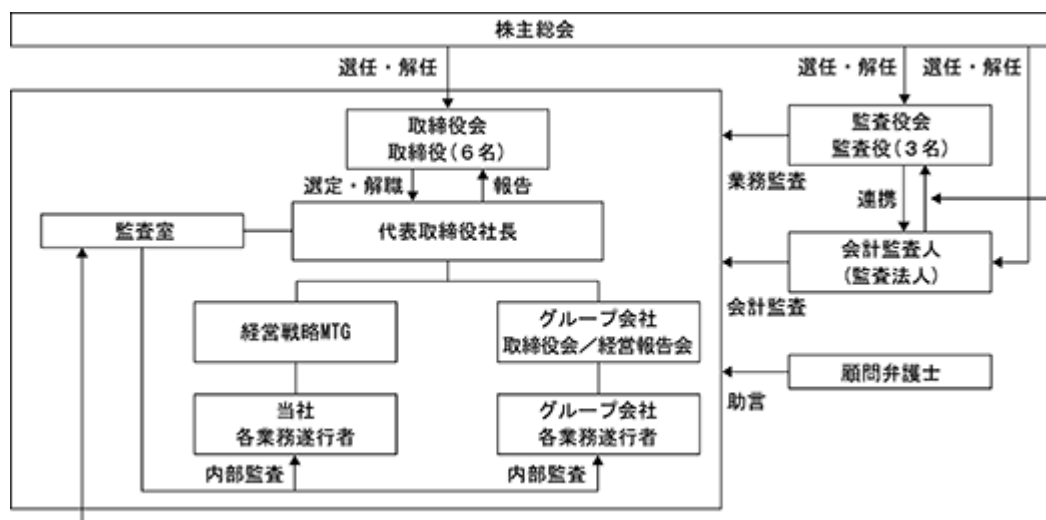 株主総会
選任・解任
選任・解任
選任・解任
取締役会
取締役(6名)
監査役会
監査役(3名)
選定・解職
報告
業務監査
連携
監査室
代表取締役社長
会計監査人
(監査法人)
会計監査
経営戦略MTG
グループ会社
取締役会/経営報告会
顧問弁護士
助言
当社
各業務遂行者
グループ会社
各業務遂行者
内部監査
内部監査